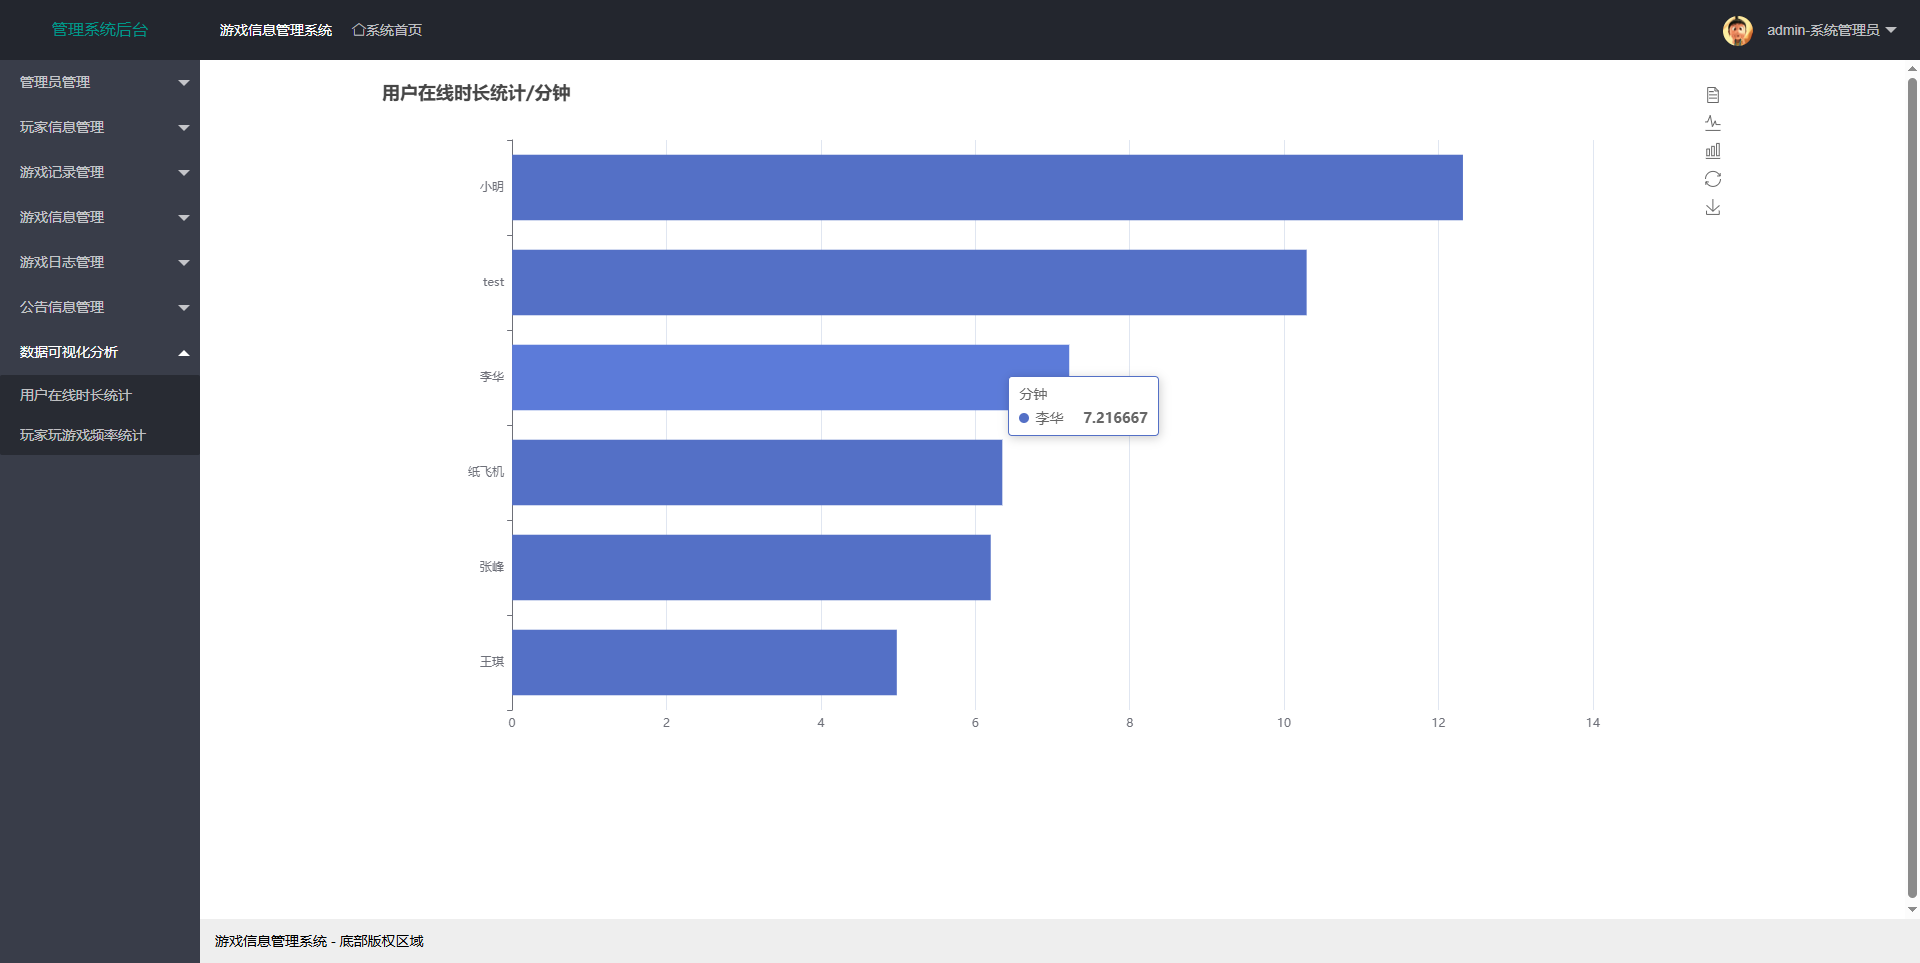 管理系统后台
游戏信息管理系统 系统首页
admin-系统管理员
管理员管理
玩家信息管理
游戏记录管理
游戏信息管理
游戏日志管理
公告信息管理
数据可视化分析
用户在线时长统计
玩家玩游戏频率统计
用户在线时长统计/分钟
小明
test
李华
纸飞机
张峰
王琪
分钟
李华 7.216667
0 2 4 6 8 10 12 14
游戏信息管理系统 - 底部版权区域